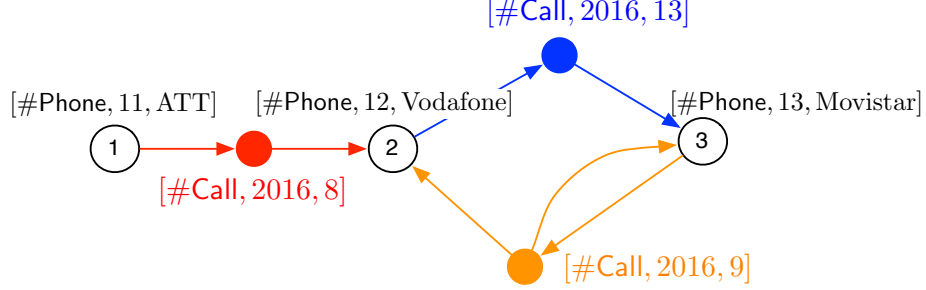 [#Call, 2016, 13]
[#Phone, 11, ATT]
[#Phone, 12, Vodafone]
[#Phone, 13, Movistar]
1
2
3
[#Call, 2016, 8]
[#Call, 2016, 9]